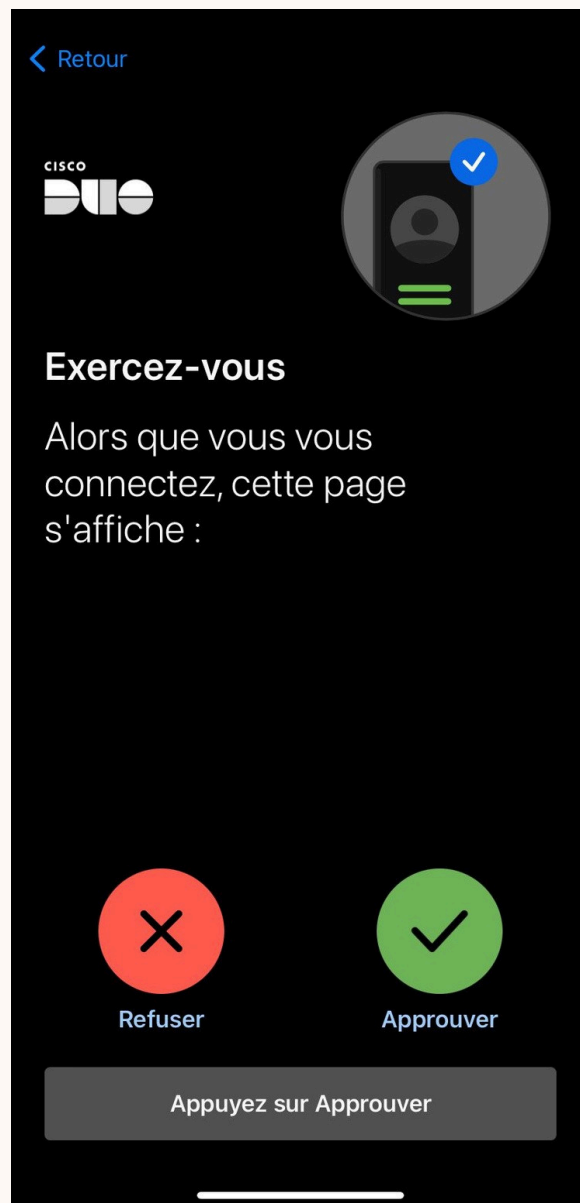 Retour
CISCO
DUO
Exercez-vous
Alors que vous vous
connectez, cette page
s'affiche :
Refuser
Approuver
Appuyez sur Approuver